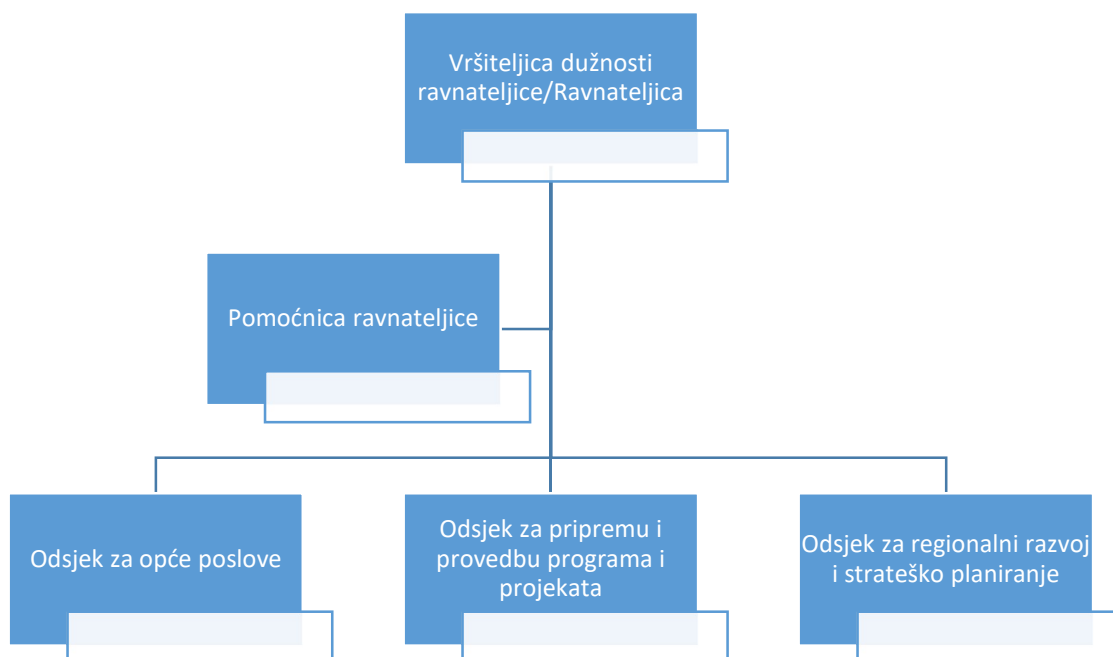 Vršiteljica dužnosti
ravnateljice/Ravnateljica
Pomoćnica ravnateljice
Odsjek za opće poslove
Odsjek za pripremu i
provedbu programa i
projekata
Odsjek za regionalni razvoj
i strateško planiranje